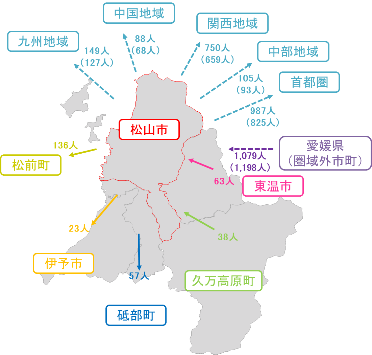 中国地域
88人
(68人)
九州地域
149人
(127人)
関西地域
750人
(659人)
中部地域
105人
(93人)
首都圏
987人
(825人)
松山市
愛媛県
(圏域外市町)
1,079人
(1,198人)
136人
松前町
63人
東温市
23人
伊予市
38人
久万高原町
57人
砥部町